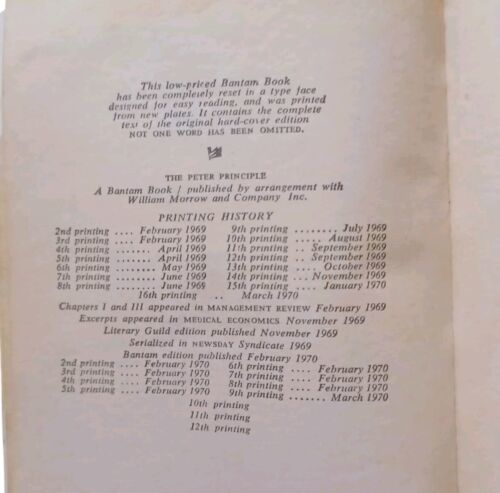 This low-priced Bantam Book
has been completely reset in a type face
designed for easy reading, and was printed
from new plates. It contains the complete
text of the original hard-cover edition
NOT ONE WORD HAS BEEN OMITTED.
THE PETER PRINCIPLE
A Bantam Book / published by arrangement with
William Morrow and Company Inc.
PRINTING HISTORY
2nd printing .... February 1969 9th printing ........ July 1969
3rd printing .... February 1969 10th printing ..... August 1969
4th printing ....... April 1969 11th printing .. September 1969
5th printing ....... April 1969 12th printing .. September 1969
6th printing ........ May 1969 13th printing .... October 1969
7th printing ........ June 1969 14th printing ... November 1969
8th printing ........ June 1969 15th printing .... January 1970
16th printing .. March 1970
Chapters I and III appeared in MANAGEMENT REVIEW February 1969
Excerpts appeared in MEDICAL ECONOMICS November 1969
Literary Guild edition published November 1969
Serialized in NEWSDAY Syndicate 1969
Bantam edition published February 1970
2nd printing .... February 1970 6th printing .... February 1970
3rd printing .... February 1970 7th printing .... February 1970
4th printing .... February 1970 8th printing .... February 1970
5th printing .... February 1970 9th printing ....... March 1970
10th printing
11th printing
12th printing